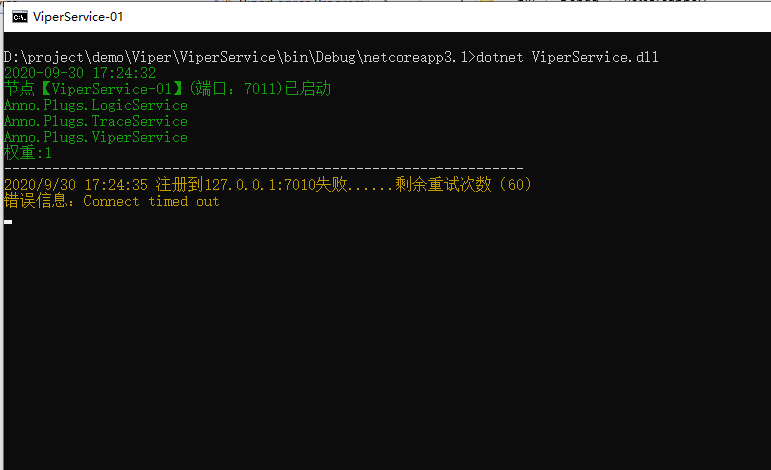 ViperService-01
D:\project\demo\Viper\ViperService\bin\Debug\netcoreapp3.1>dotnet ViperService.dll
2020-09-30 17:24:32
节点【ViperService-01】(端口：7011)已启动
Anno.Plugs.LogicService
Anno.Plugs.TraceService
Anno.Plugs.ViperService
权重:1
-----------------------------------------------------------------
2020/9/30 17:24:35 注册到127.0.0.1:7010失败......剩余重试次数（60）
错误信息：Connect timed out